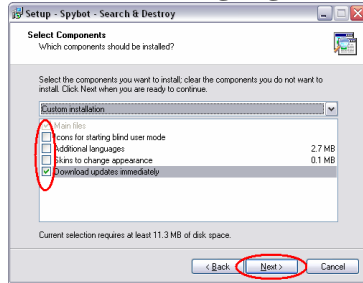 Setup - Spybot - Search & Destroy
Select Components
Which components should be installed?
Select the components you want to install; clear the components you do not want to
install. Click Next when you are ready to continue.
Custom installation
Main files
Icons for starting blind user mode
Additional languages 2.7 MB
Skins to change appearance 0.1 MB
Download updates immediately
Current selection requires at least 11.3 MB of disk space.
< Back Next > Cancel